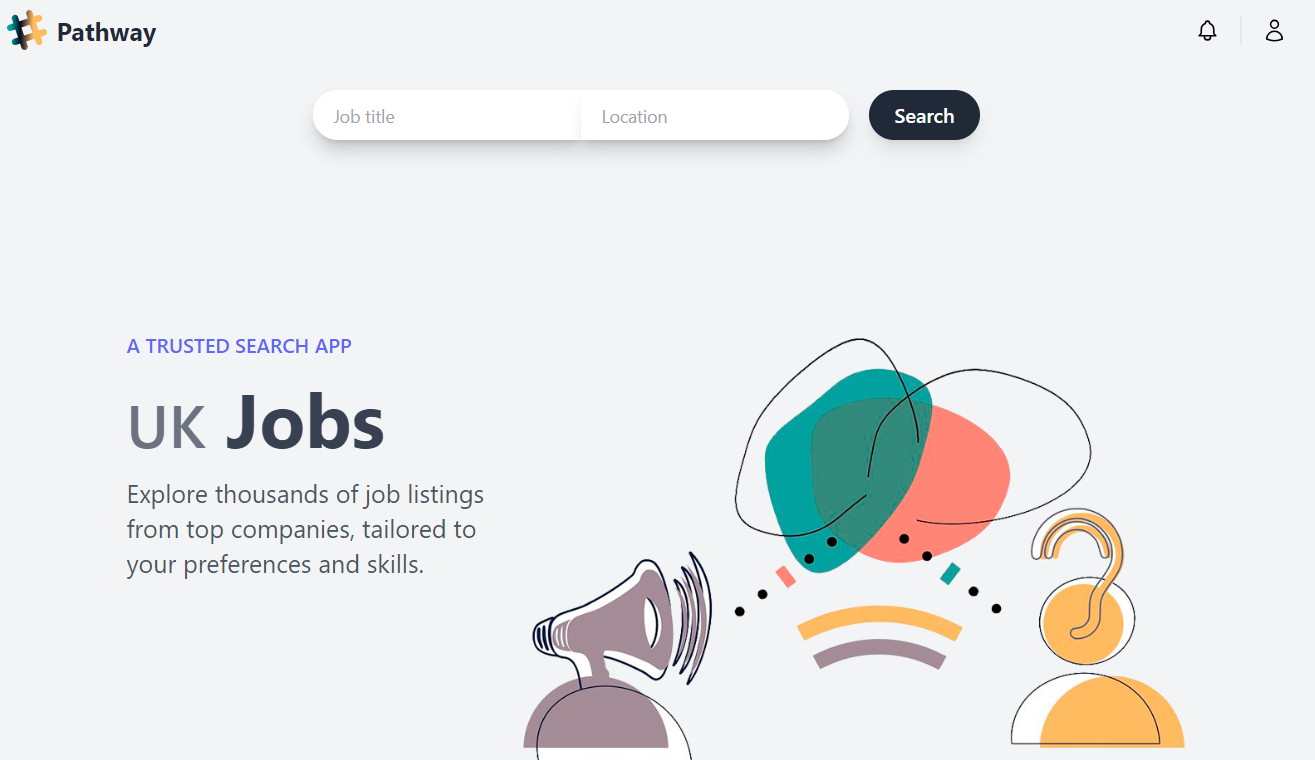 Pathway
Job title
Location
Search
A TRUSTED SEARCH APP
UK Jobs
Explore thousands of job listings
from top companies, tailored to
your preferences and skills.